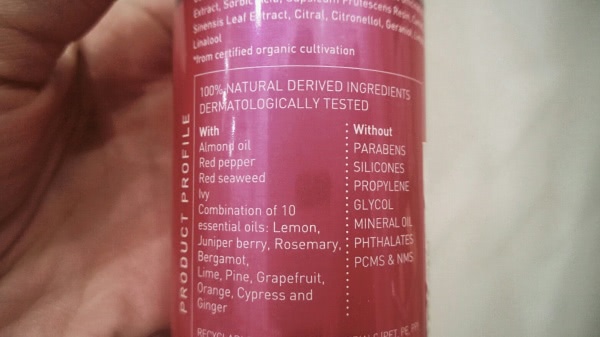 Extract, Sorbic Acid, Capsicum Frutescens Resin,
Sinensis Leaf Extract, Citral, Citronellol, Geraniol,
Linalool
*from certified organic cultivation
100% NATURAL DERIVED INGREDIENTS
DERMATOLOGICALLY TESTED
PRODUCT PROFILE
With
Almond oil
Red pepper
Red seaweed
Ivy
Combination of 10
essential oils: Lemon,
Juniper berry, Rosemary,
Bergamot,
Lime, Pine, Grapefruit,
Orange, Cypress and
Ginger
Without
PARABENS
SILICONES
PROPYLENE
GLYCOL
MINERAL OIL
PHTHALATES
PCMS & NMS